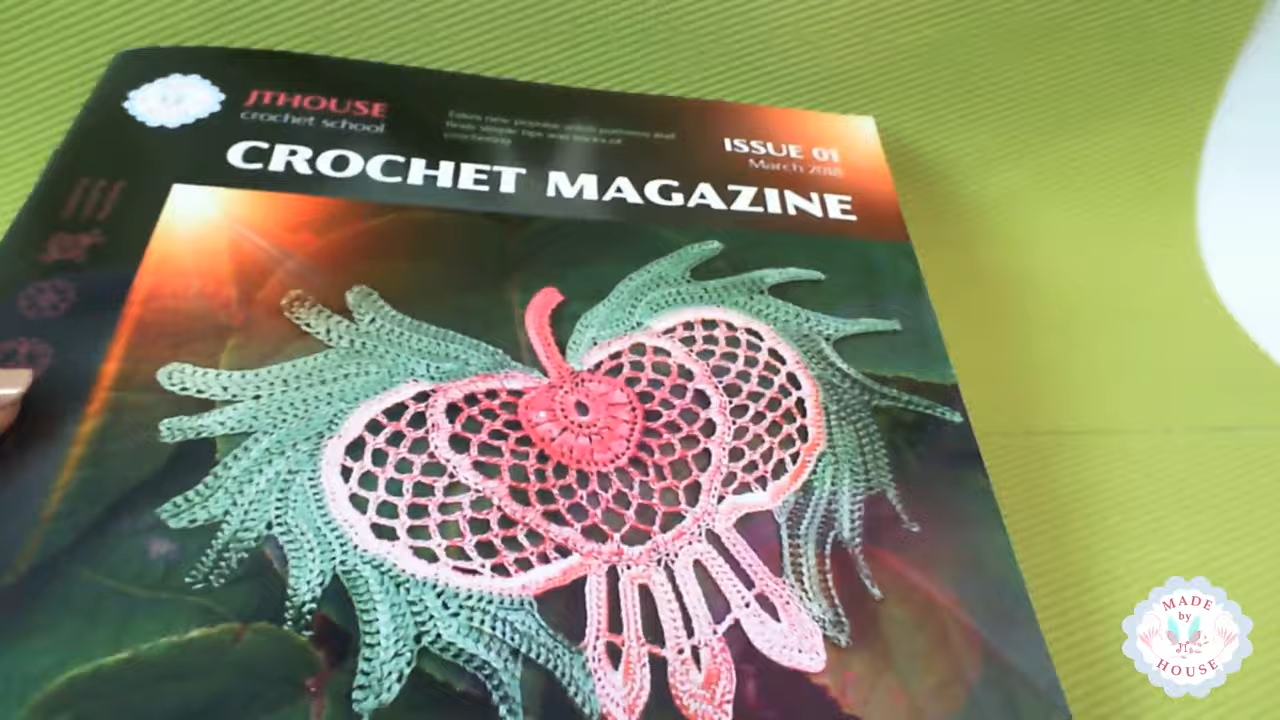 JTHOUSE
crochet school
ISSUE 01
March 2018
CROCHET MAGAZINE
MADE
by
HOUSE